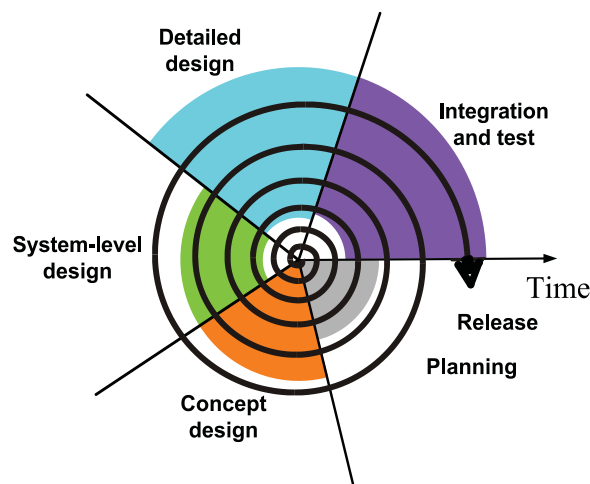 Detailed
design
Integration
and test
System-level
design
Time
Release
Planning
Concept
design